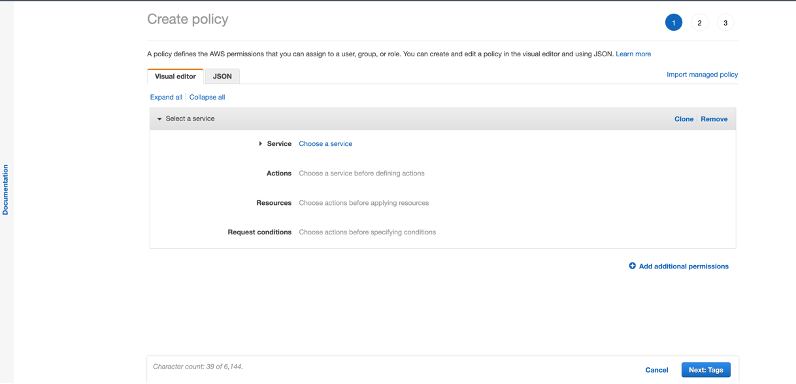 Create policy
1 2 3
A policy defines the AWS permissions that you can assign to a user, group, or role. You can create and edit a policy in the visual editor and using JSON. Learn more
Visual editor JSON Import managed policy
Expand all Collapse all
Select a service Clone Remove
Service Choose a service
Actions Choose a service before defining actions
Resources Choose actions before applying resources
Request conditions Choose actions before specifying conditions
Add additional permissions
Documentation
Character count: 39 of 6,144.
Cancel Next: Tags